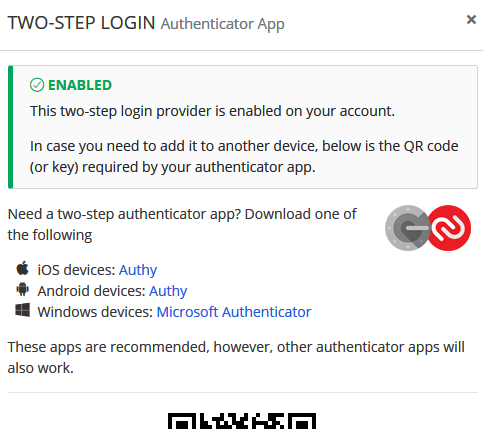 TWO-STEP LOGIN Authenticator App
×
ENABLED
This two-step login provider is enabled on your account.
In case you need to add it to another device, below is the QR code
(or key) required by your authenticator app.
Need a two-step authenticator app? Download one of
the following
iOS devices: Authy
Android devices: Authy
Windows devices: Microsoft Authenticator
These apps are recommended, however, other authenticator apps will
also work.